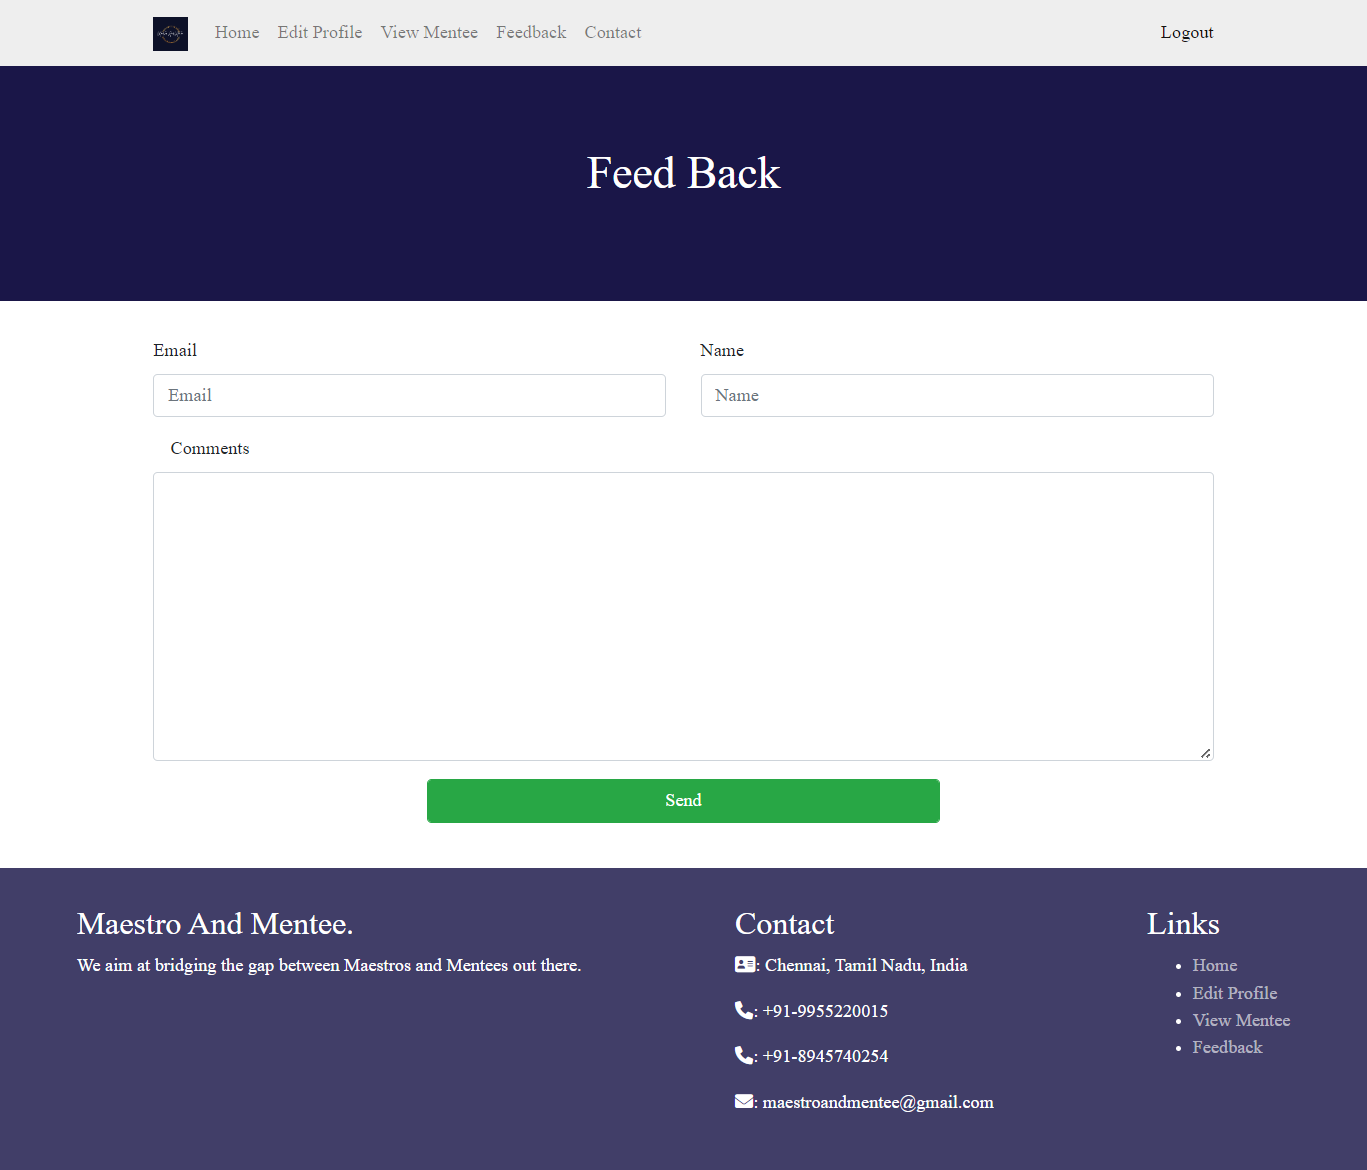 Home Edit Profile View Mentee Feedback Contact Logout
Feed Back
Email Name
Email Name
Comments
Send
Maestro And Mentee. Contact Links
We aim at bridging the gap between Maestros and Mentees out there.
: Chennai, Tamil Nadu, India
: +91-9955220015
: +91-8945740254
: maestroandmentee@gmail.com
Home
Edit Profile
View Mentee
Feedback